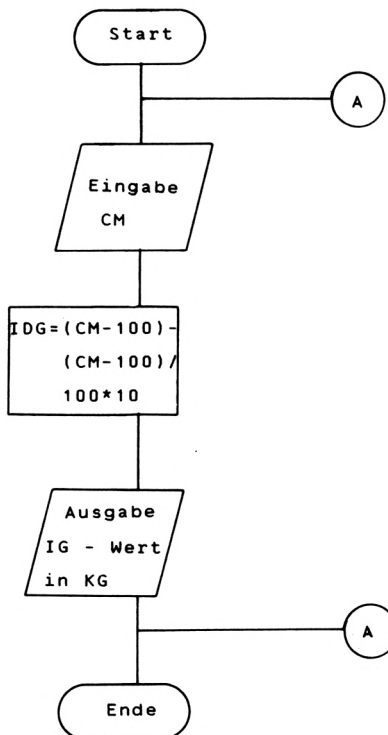 Start
A
Eingabe
CM
IDG=(CM-100)-
(CM-100)/
100*10
Ausgabe
IG - Wert
in KG
A
Ende